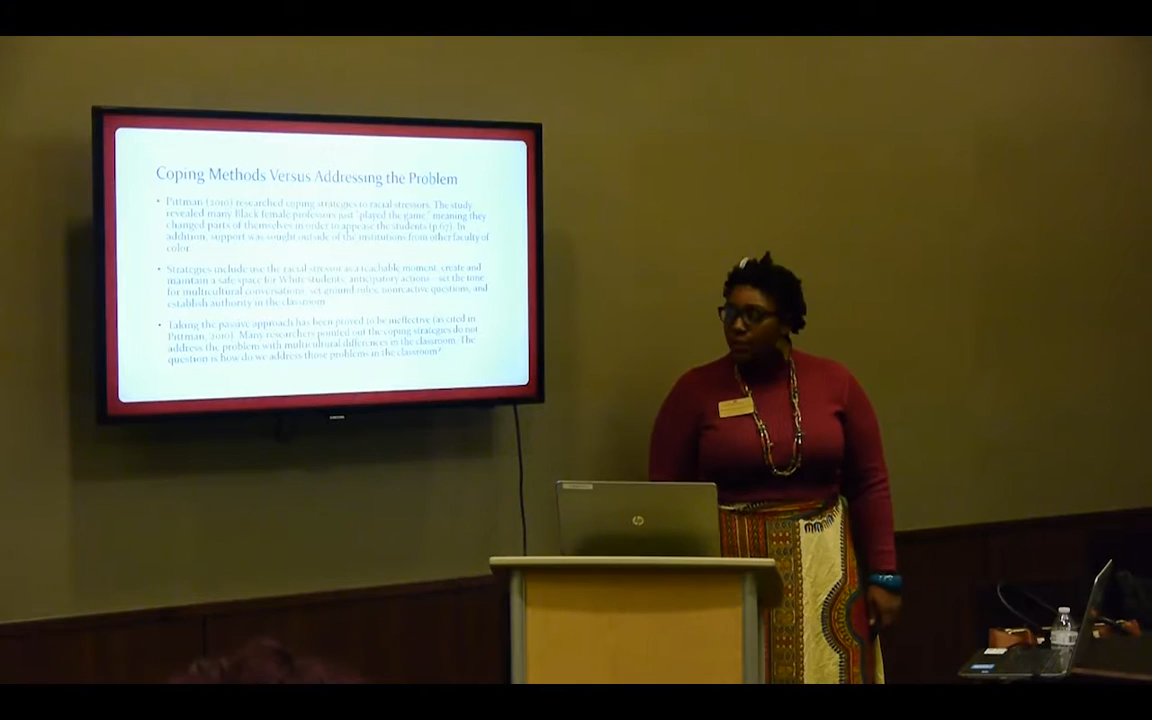 Coping Methods Versus Addressing the Problem
• Pittman (2010) researched coping strategies to racial stressors. The study
revealed many Black female professors just "played the game," meaning they
changed parts of themselves in order to appease the students (p 67). In
addition, support was sought outside of the institutions from other faculty of
color.
• Strategies include use the racial stressor as a teachable moment, create and
maintain a safe space for White students, anticipatory actions – set the tone
for multicultural conversations, set ground rules, nonreactive questions, and
establish authority in the classroom.
• Taking the passive approach has been proved to be ineffective (as cited in
Pittman, 2010). Many researchers pointed out the coping strategies do not
address the problem with multicultural differences in the classroom. The
question is how do we address those problems in the classroom?
SAMSUNG
hp